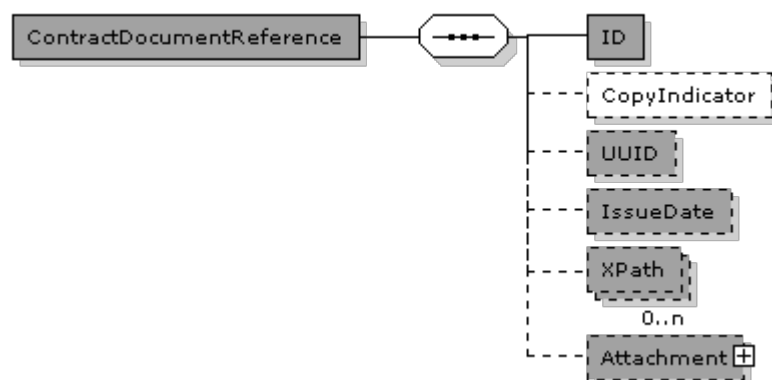 ContractDocumentReference
ID
CopyIndicator
UUID
IssueDate
XPath
0..n
Attachment